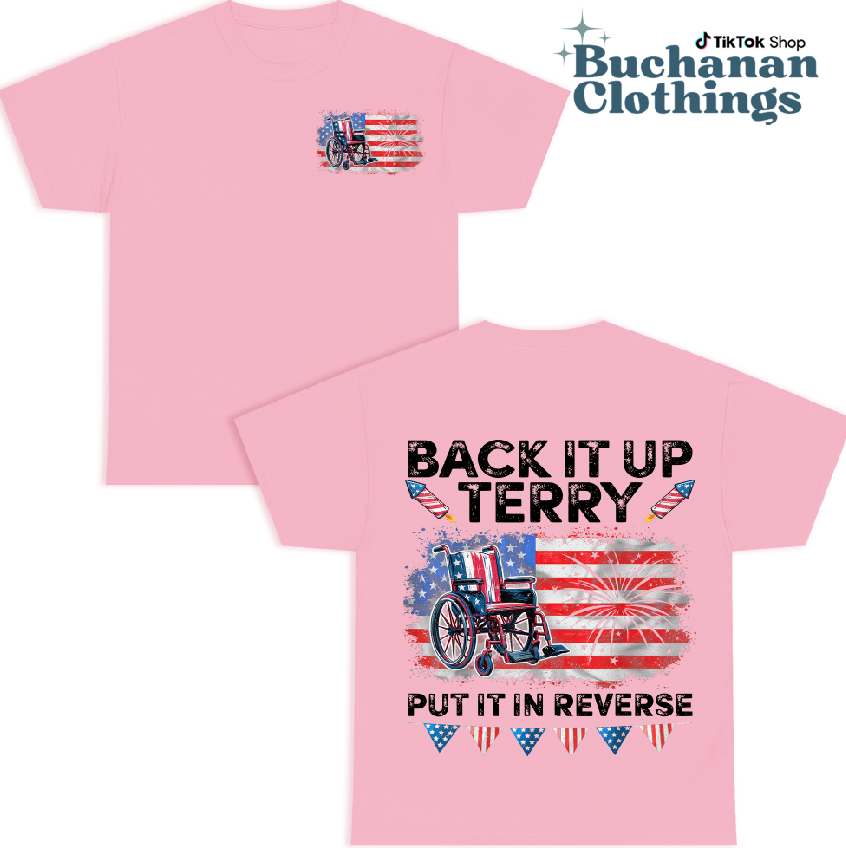 TikTok Shop
Buchanan
Clothings
BACK IT UP
TERRY
PUT IT IN REVERSE